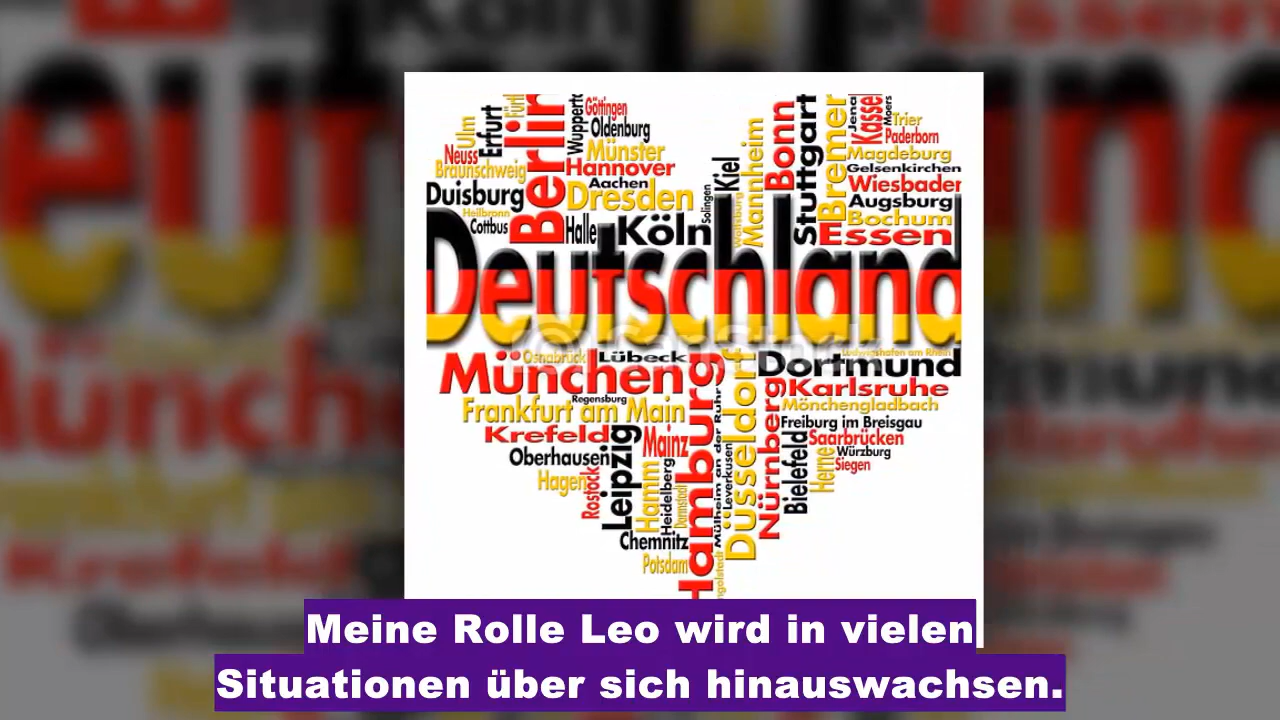 Göttingen
Fürth
Ulm
Erfurt
Berlin
Wuppertal
Oldenburg
Neuss
Münster
Braunschweig
Hannover
Aachen
Duisburg
Dresden
Heilbronn
Cottbus
Halle
Köln
Solingen
Kiel
Wolfsburg
Mannheim
Bonn
Stuttgart
Bremen
Jena
Kassel
Moers
Trier
Paderborn
Magdeburg
Gelsenkirchen
Wiesbaden
Augsburg
Bochum
Essen
Deutschland
Osnabrück
Lübeck
Ludwigshafen am Rhein
München
Dortmund
Regensburg
Karlsruhe
Frankfurt am Main
Mönchengladbach
Krefeld
Mainz
Freiburg im Breisgau
Oberhausen
Saarbrücken
Würzburg
Hagen
Rostock
Leipzig
Hamm
Heidelberg
Darmstadt
Hamburg
Mülheim an der Ruhr
Leverkusen
Düsseldorf
Nürnberg
Bielefeld
Herne
Siegen
Chemnitz
Potsdam
Ingolstadt
Meine Rolle Leo wird in vielen
Situationen über sich hinauswachsen.